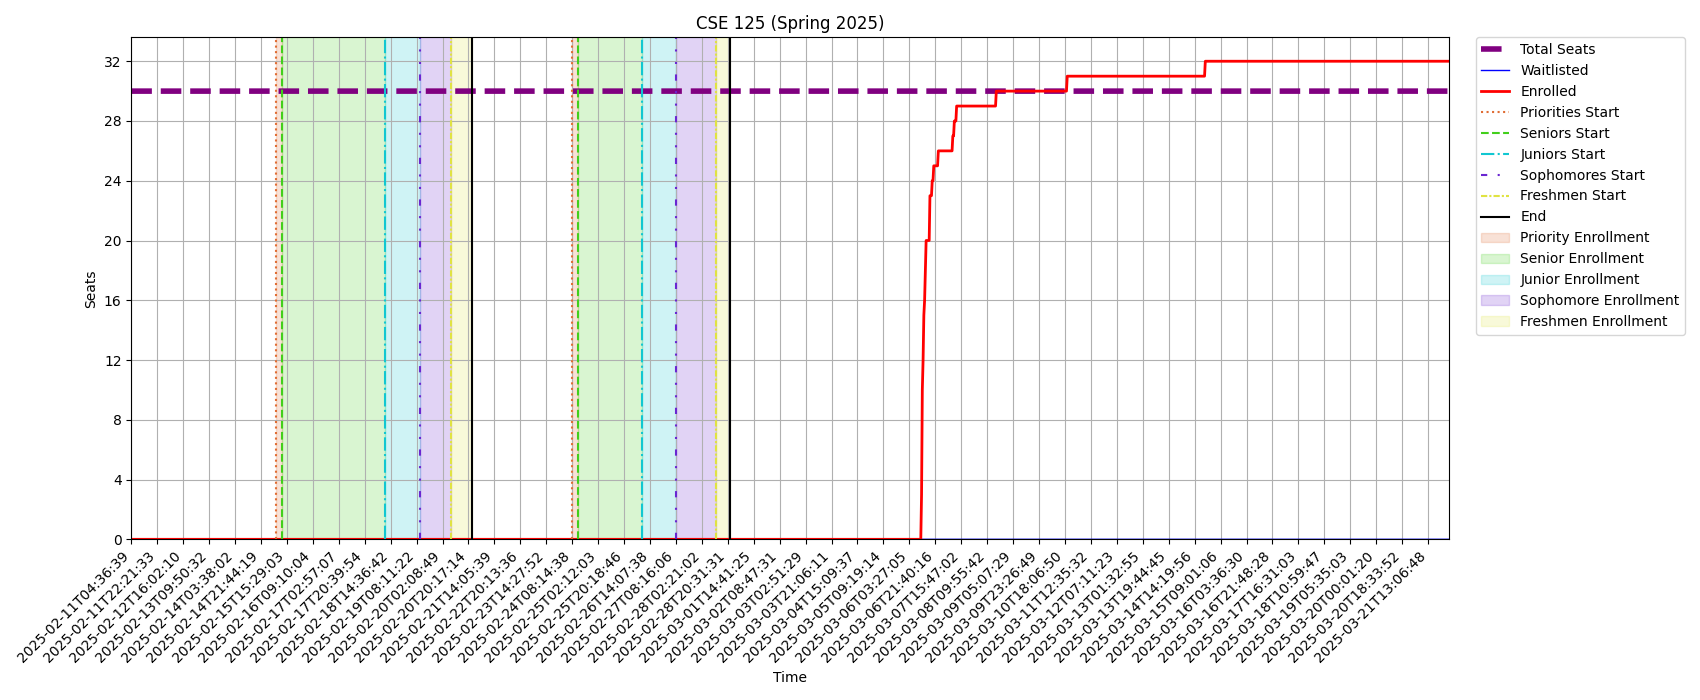 CSE 125 (Spring 2025)
Seats
32
28
24
20
16
12
8
4
0
2025-02-11T04:36:39
2025-02-11T22:21:33
2025-02-12T16:02:10
2025-02-13T09:50:32
2025-02-14T03:38:02
2025-02-14T21:44:19
2025-02-15T15:29:03
2025-02-16T09:10:04
2025-02-17T02:57:07
2025-02-17T20:39:54
2025-02-18T14:36:42
2025-02-19T08:11:22
2025-02-20T02:08:49
2025-02-20T20:17:14
2025-02-21T14:05:39
2025-02-22T20:13:36
2025-02-23T14:27:52
2025-02-24T08:14:38
2025-02-25T02:12:03
2025-02-25T20:18:46
2025-02-26T14:07:38
2025-02-27T08:16:06
2025-02-28T02:21:02
2025-02-28T20:31:31
2025-03-01T14:41:25
2025-03-02T08:47:31
2025-03-03T02:51:29
2025-03-03T21:06:11
2025-03-04T15:09:37
2025-03-05T09:19:14
2025-03-06T03:27:05
2025-03-06T21:40:16
2025-03-07T15:47:02
2025-03-08T09:55:42
2025-03-09T05:07:29
2025-03-09T23:26:49
2025-03-10T18:06:50
2025-03-11T12:35:32
2025-03-12T07:11:23
2025-03-13T01:32:55
2025-03-13T19:44:45
2025-03-14T14:19:56
2025-03-15T09:01:06
2025-03-16T03:36:30
2025-03-16T21:48:28
2025-03-17T16:31:03
2025-03-18T10:59:47
2025-03-19T05:35:03
2025-03-20T00:01:20
2025-03-20T18:33:52
2025-03-21T13:06:48
Time
Total Seats
Waitlisted
Enrolled
Priorities Start
Seniors Start
Juniors Start
Sophomores Start
Freshmen Start
End
Priority Enrollment
Senior Enrollment
Junior Enrollment
Sophomore Enrollment
Freshmen Enrollment